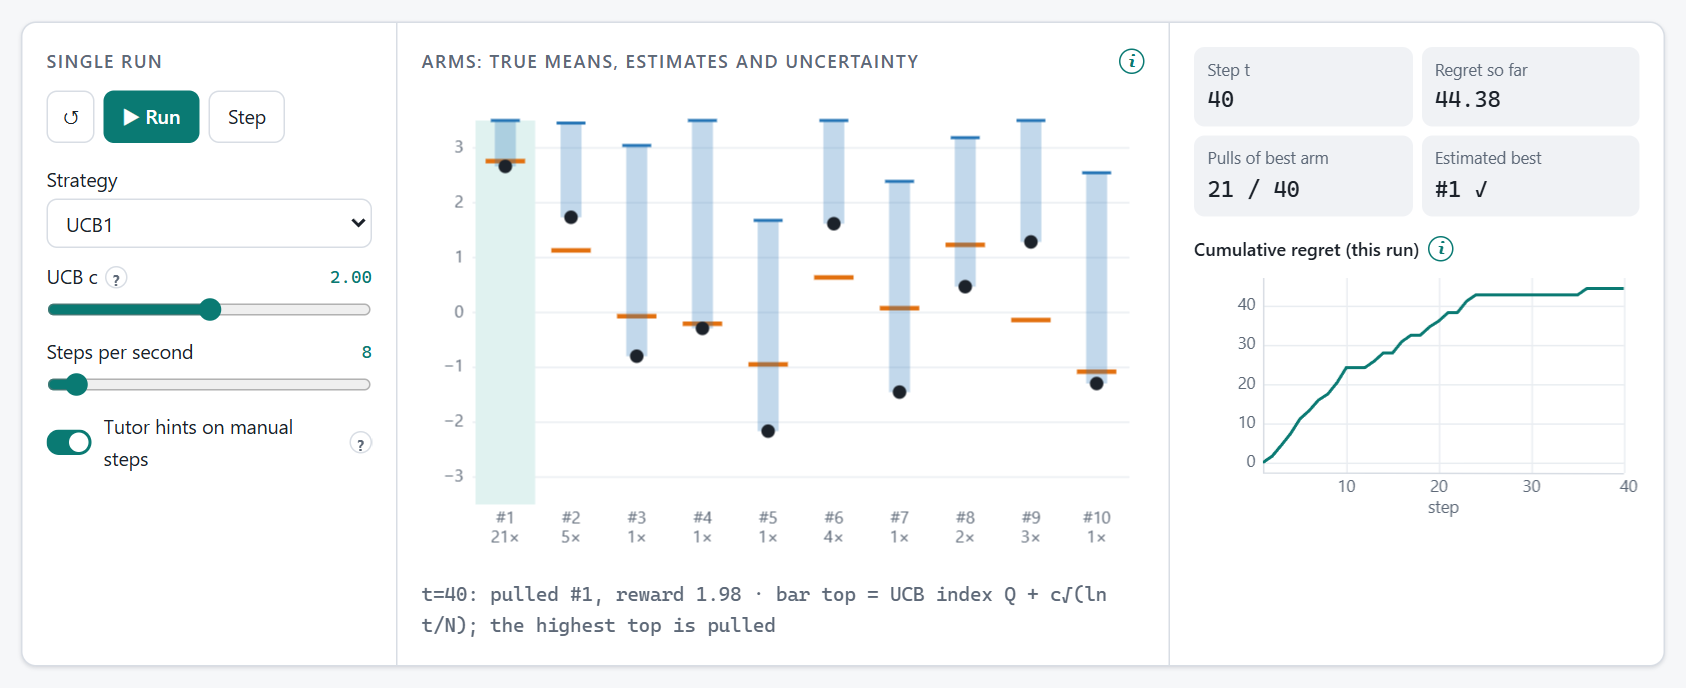 SINGLE RUN
↺
▶ Run
Step
Strategy
UCB1
UCB c ?
2.00
Steps per second
8
Tutor hints on manual
steps
?
ARMS: TRUE MEANS, ESTIMATES AND UNCERTAINTY
i
3
2
1
0
−1
−2
−3
#1 #2 #3 #4 #5 #6 #7 #8 #9 #10
21× 5× 1× 1× 1× 4× 1× 2× 3× 1×
t=40: pulled #1, reward 1.98 · bar top = UCB index Q + c√(ln
t/N); the highest top is pulled
Step t
40
Regret so far
44.38
Pulls of best arm
21 / 40
Estimated best
#1 ✓
Cumulative regret (this run) i
40
30
20
10
0
10 20 30 40
step